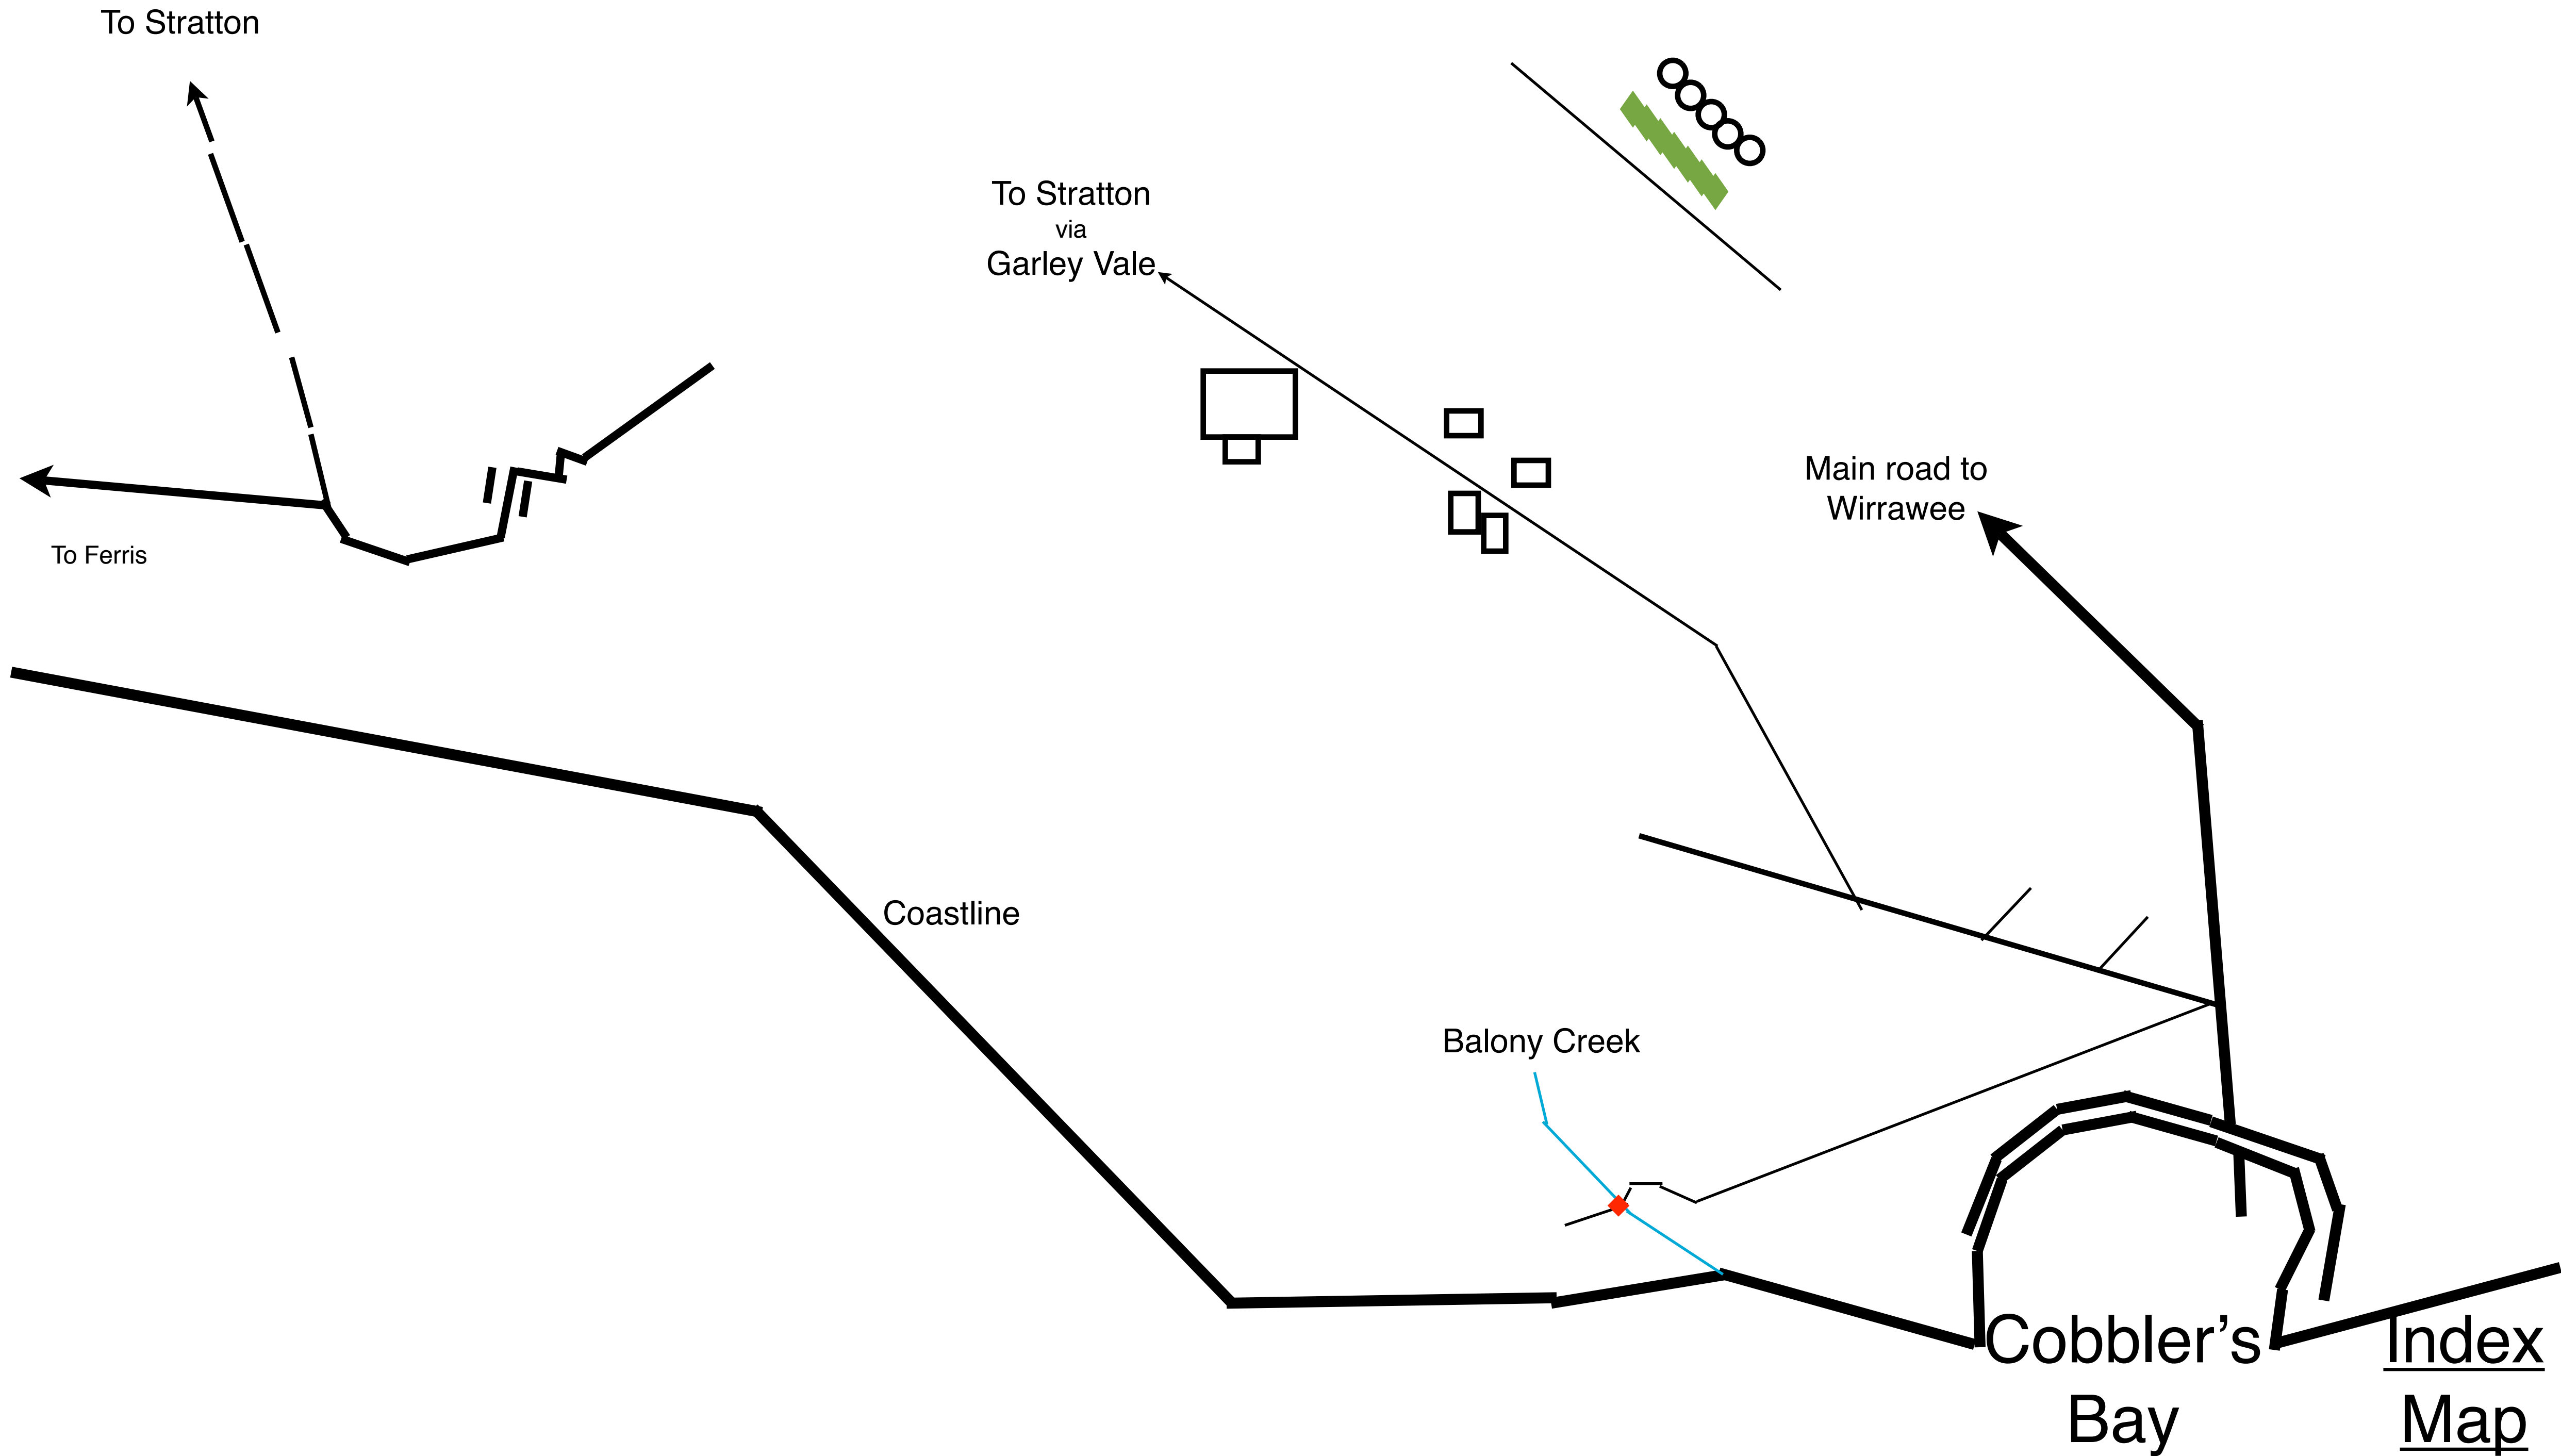 To Stratton
To Stratton
via
Garley Vale
Main road to
Wirrawee
To Ferris
Coastline
Balony Creek
Cobbler’s
Bay
Index
Map